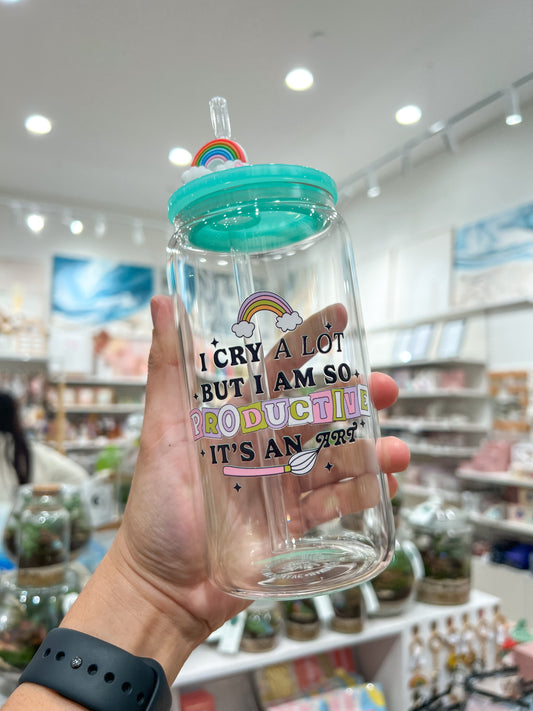 I CRY A LOT
BUT I AM SO
PRODUCTIVE
IT'S AN ART